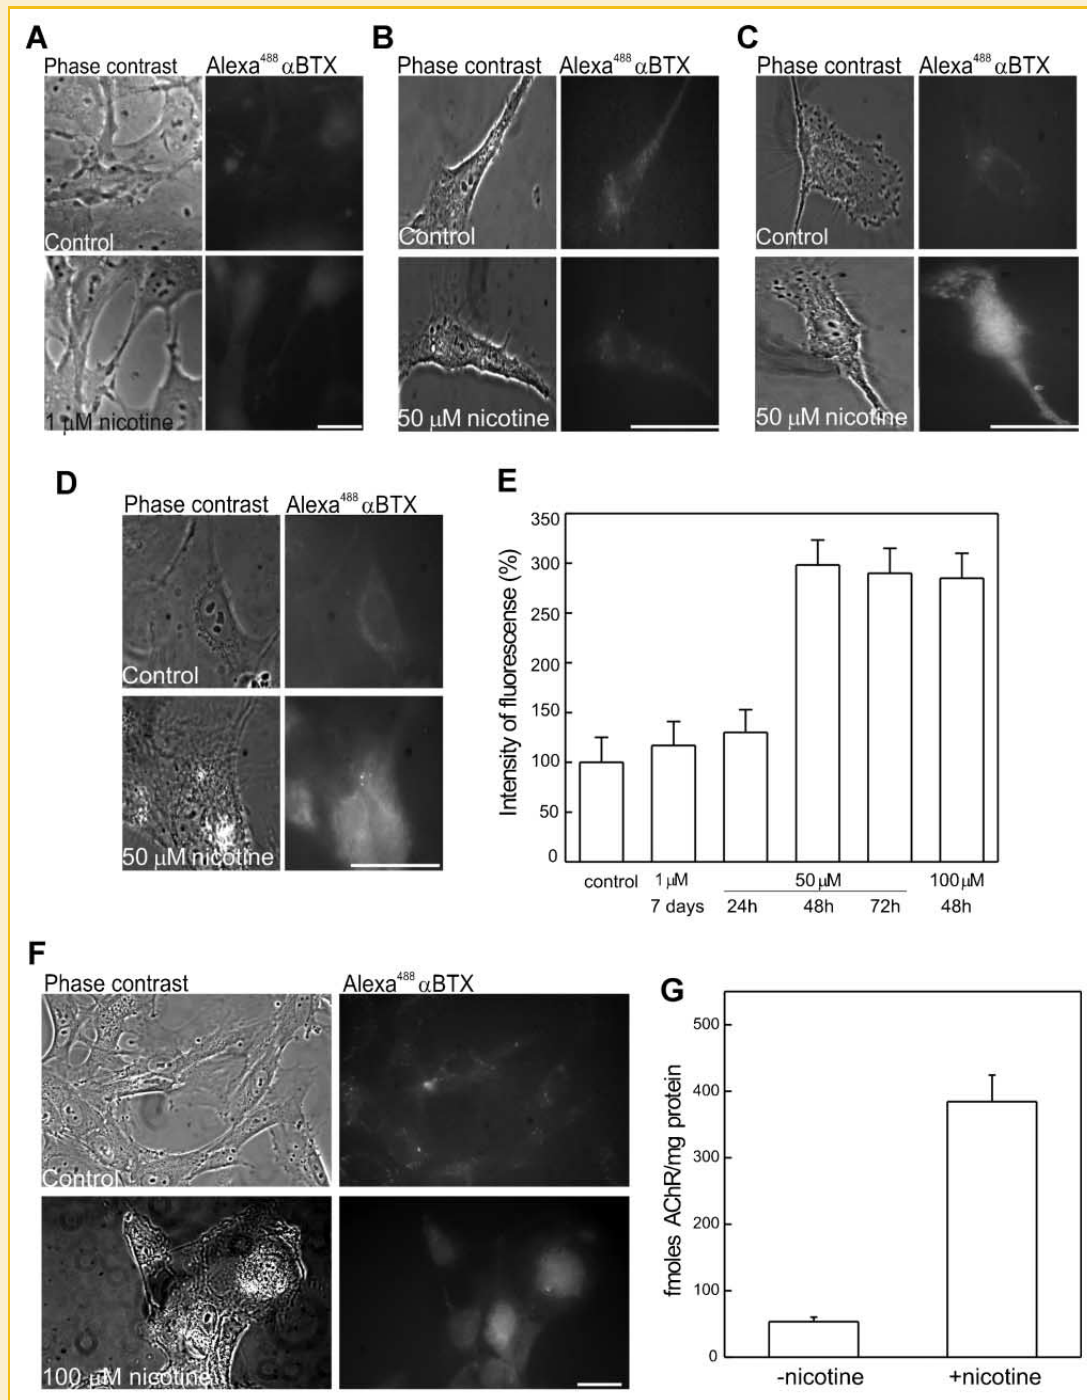 A
Phase contrast Alexa⁴⁸⁸ αBTX
Control
1 μM nicotine
B
Phase contrast Alexa⁴⁸⁸ αBTX
Control
50 μM nicotine
C
Phase contrast Alexa⁴⁸⁸ αBTX
Control
50 μM nicotine
D
Phase contrast Alexa⁴⁸⁸ αBTX
Control
50 μM nicotine
E
Intensity of fluorescense (%)
350
300
250
200
150
100
50
0
control 1 μM 50 μM 100 μM
7 days 24h 48h 72h 48h
F
Phase contrast Alexa⁴⁸⁸ αBTX
Control
100 μM nicotine
G
fmoles AChR/mg protein
500
400
300
200
100
0
-nicotine +nicotine